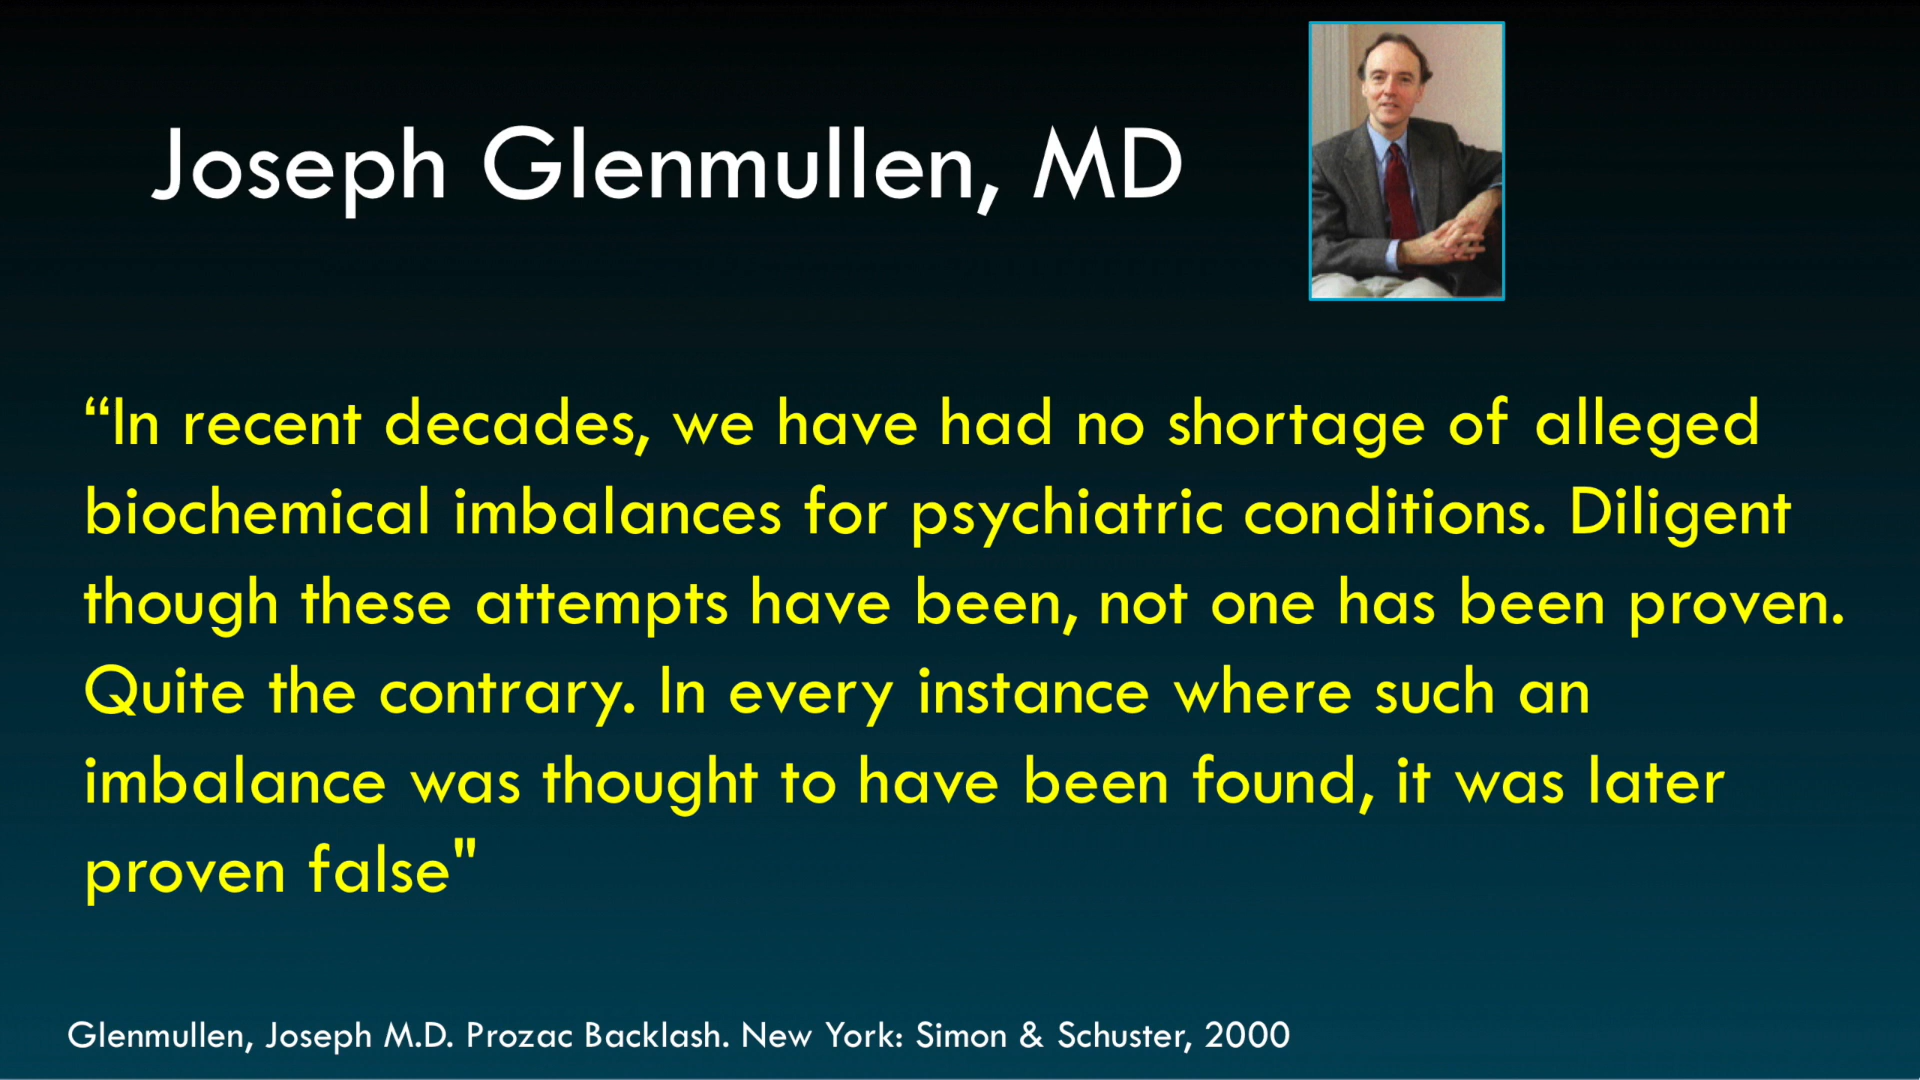 Joseph Glenmullen, MD
“In recent decades, we have had no shortage of alleged
biochemical imbalances for psychiatric conditions. Diligent
though these attempts have been, not one has been proven.
Quite the contrary. In every instance where such an
imbalance was thought to have been found, it was later
proven false"
Glenmullen, Joseph M.D. Prozac Backlash. New York: Simon & Schuster, 2000